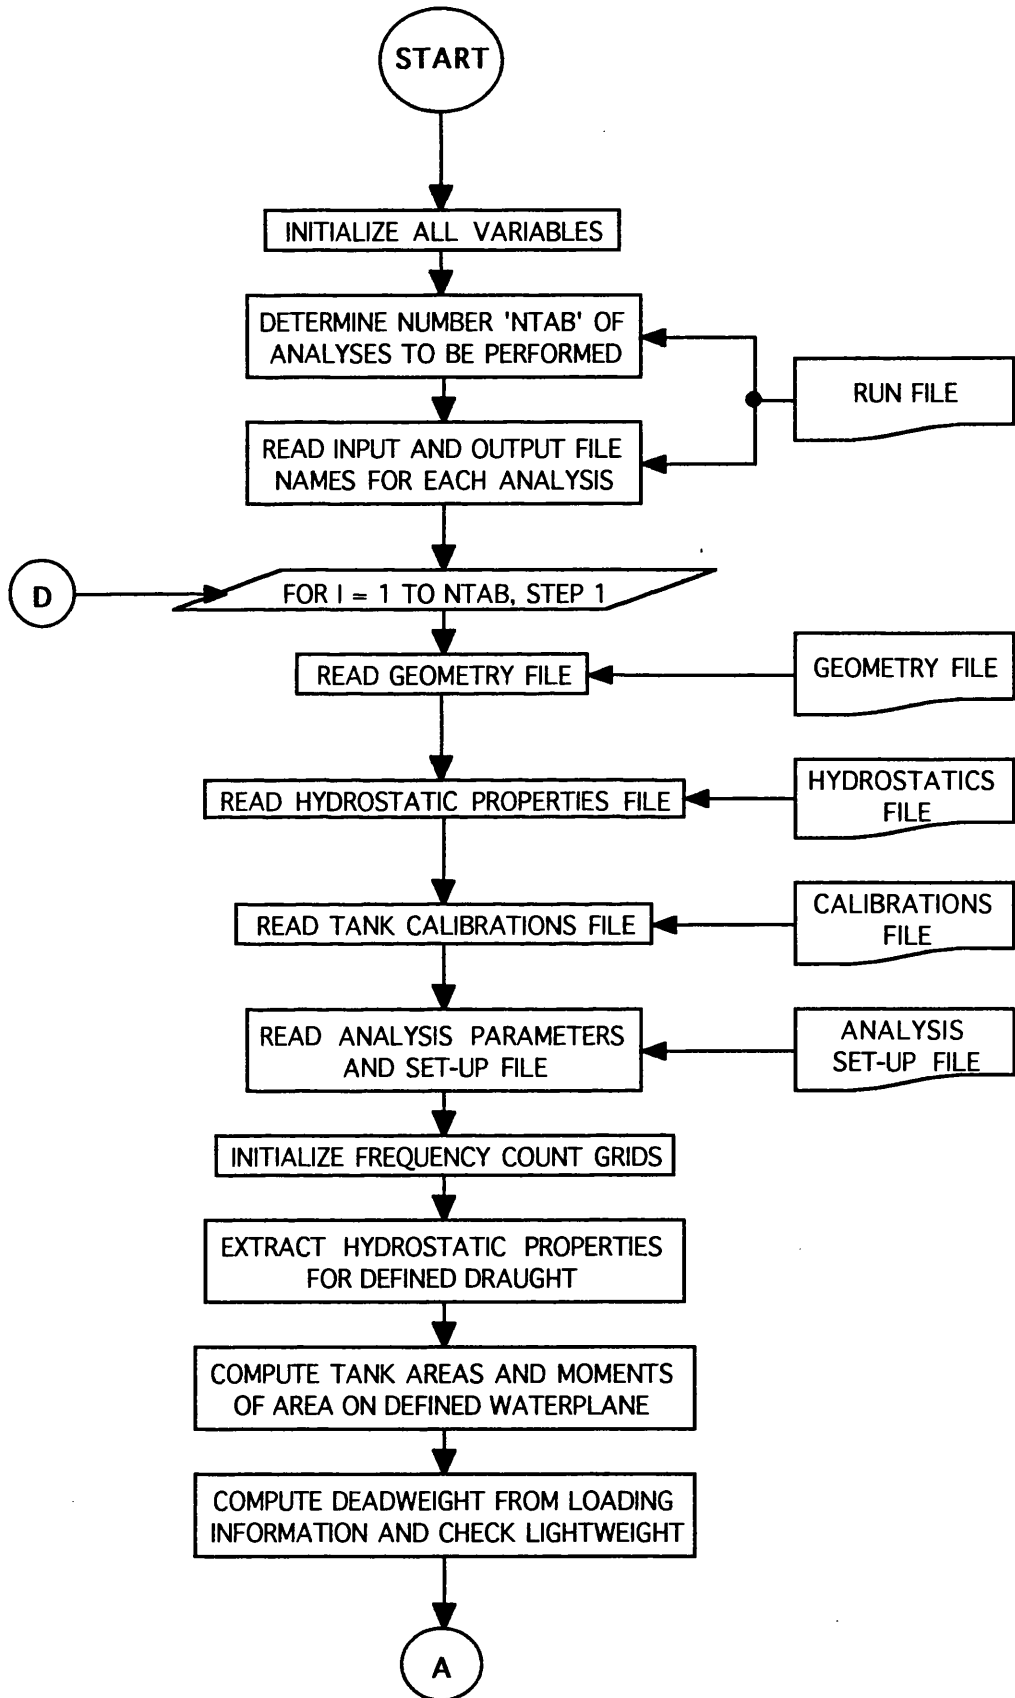 START
INITIALIZE ALL VARIABLES
DETERMINE NUMBER 'NTAB' OF
ANALYSES TO BE PERFORMED
RUN FILE
READ INPUT AND OUTPUT FILE
NAMES FOR EACH ANALYSIS
D
FOR I = 1 TO NTAB, STEP 1
READ GEOMETRY FILE
GEOMETRY FILE
READ HYDROSTATIC PROPERTIES FILE
HYDROSTATICS
FILE
READ TANK CALIBRATIONS FILE
CALIBRATIONS
FILE
READ ANALYSIS PARAMETERS
AND SET-UP FILE
ANALYSIS
SET-UP FILE
INITIALIZE FREQUENCY COUNT GRIDS
EXTRACT HYDROSTATIC PROPERTIES
FOR DEFINED DRAUGHT
COMPUTE TANK AREAS AND MOMENTS
OF AREA ON DEFINED WATERPLANE
COMPUTE DEADWEIGHT FROM LOADING
INFORMATION AND CHECK LIGHTWEIGHT
A